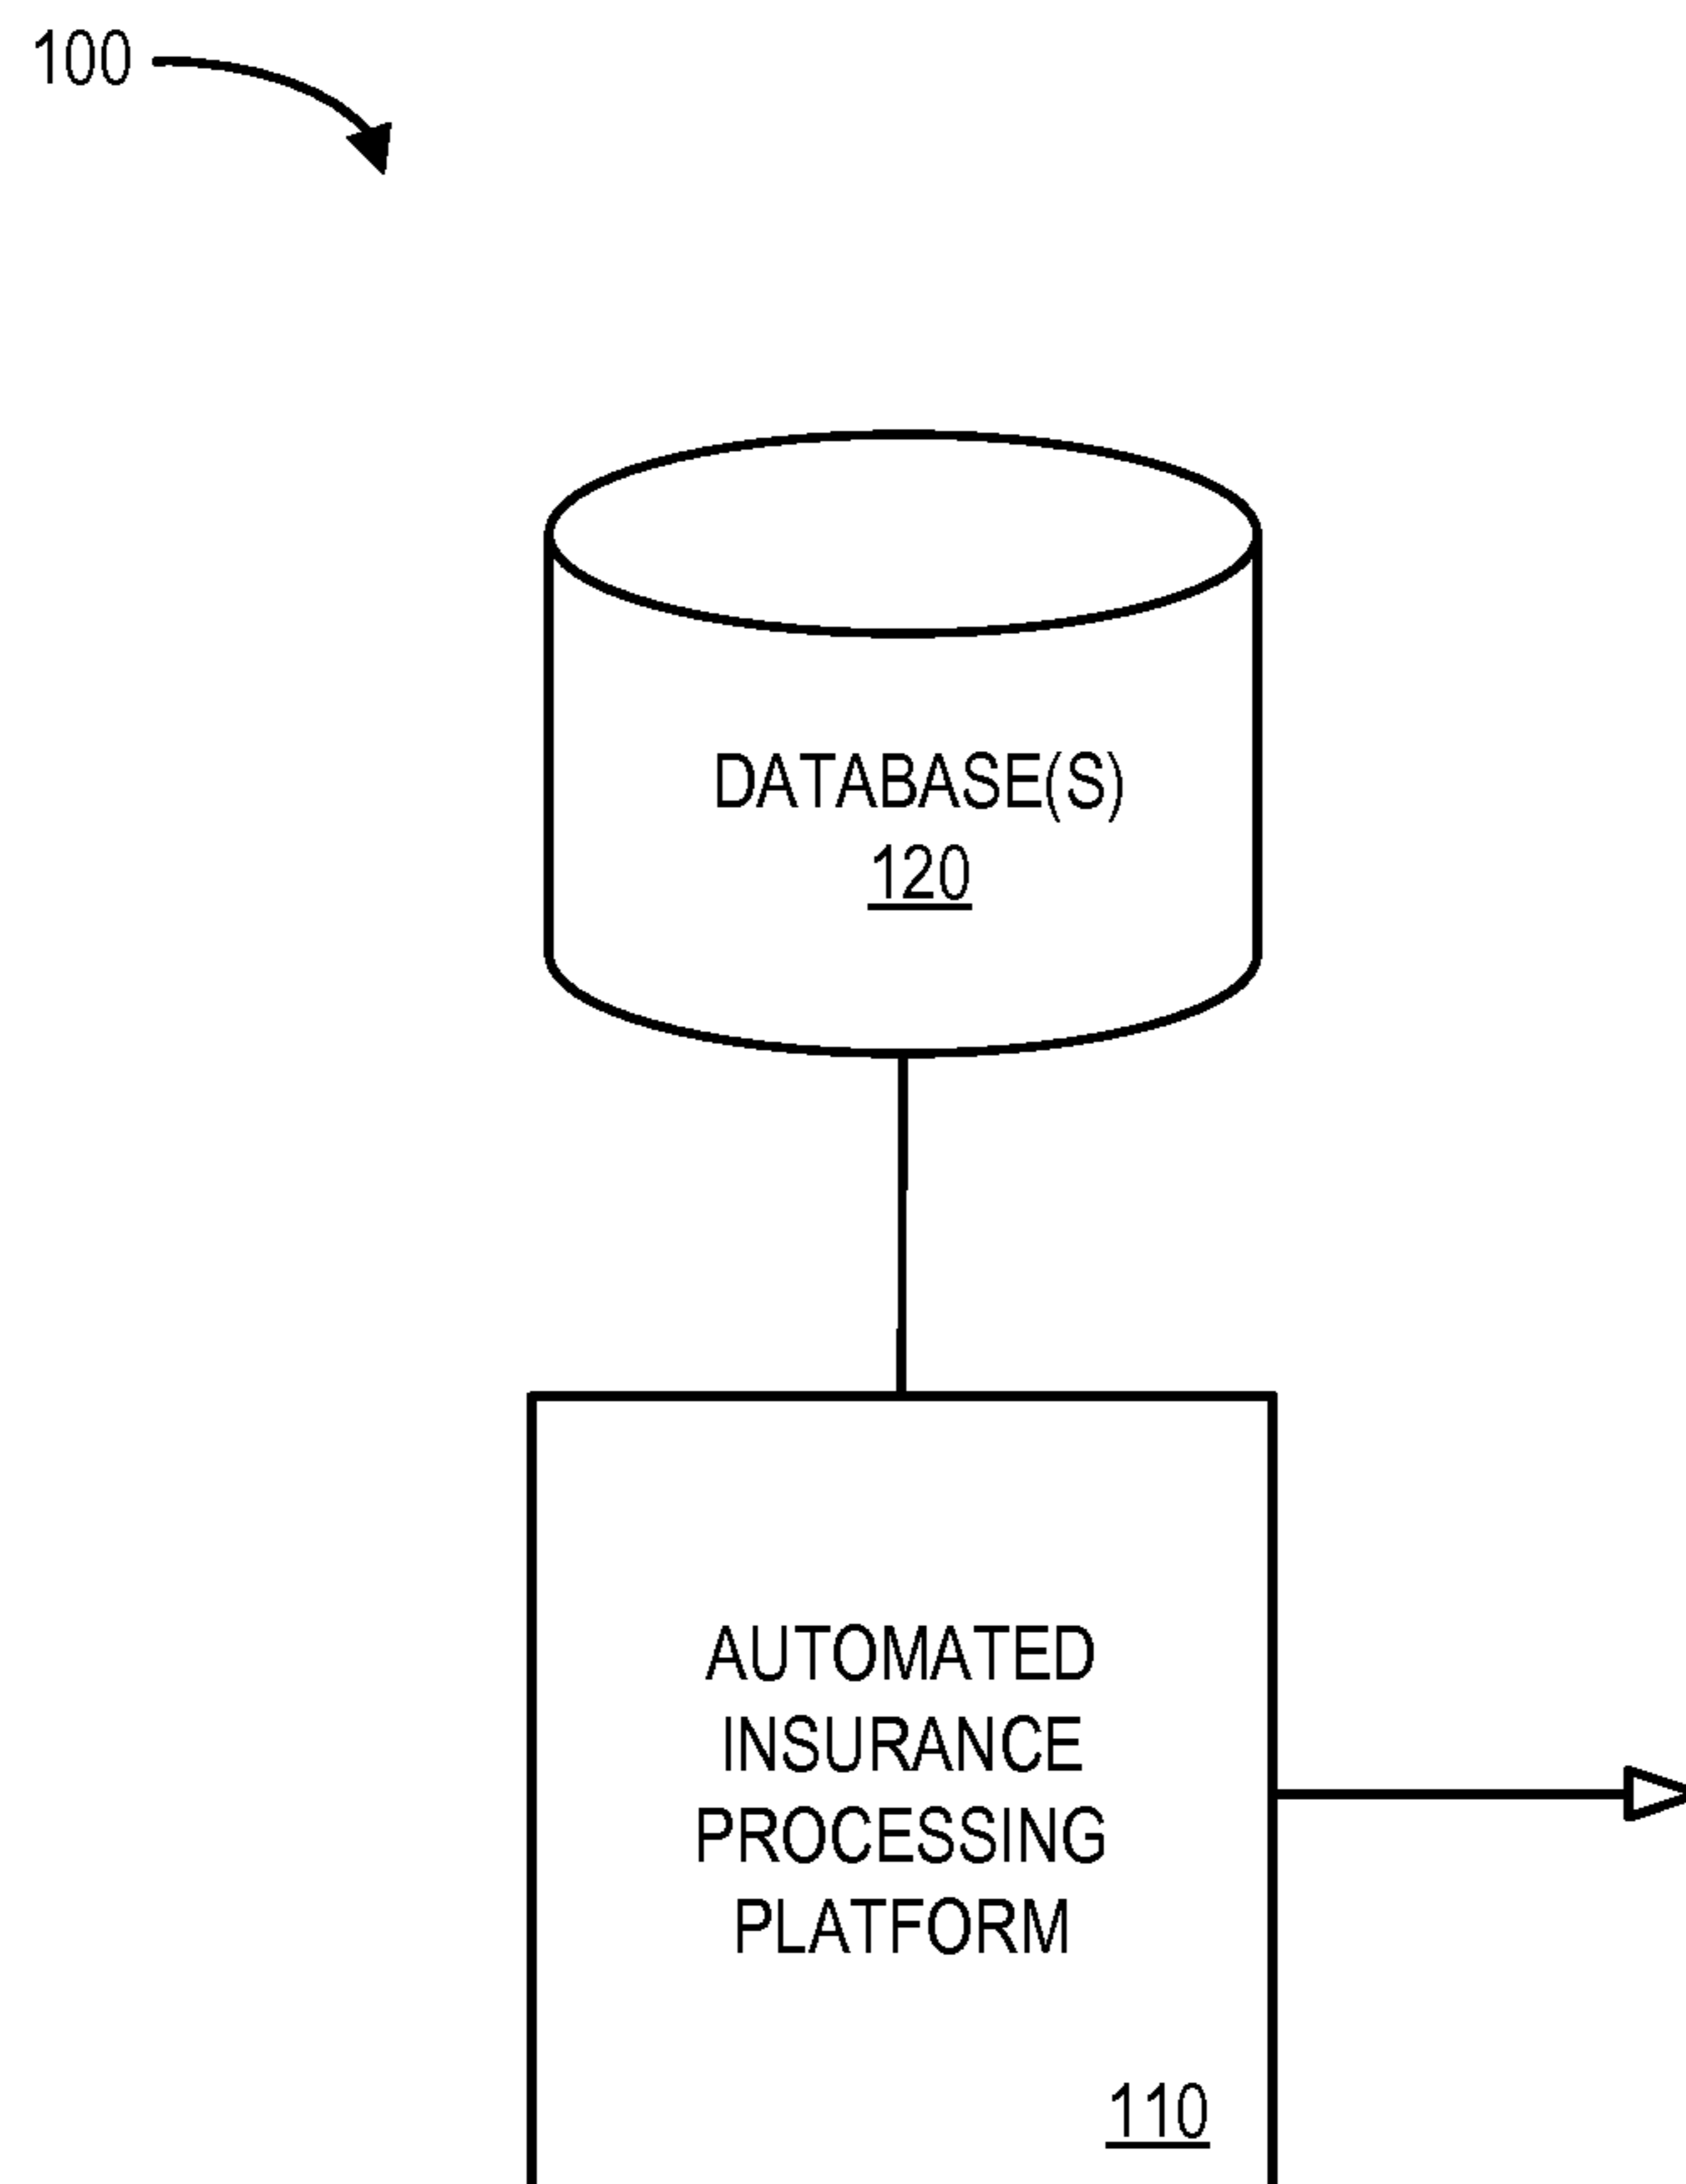 100
DATABASE(S)
120
AUTOMATED
INSURANCE
PROCESSING
PLATFORM
110